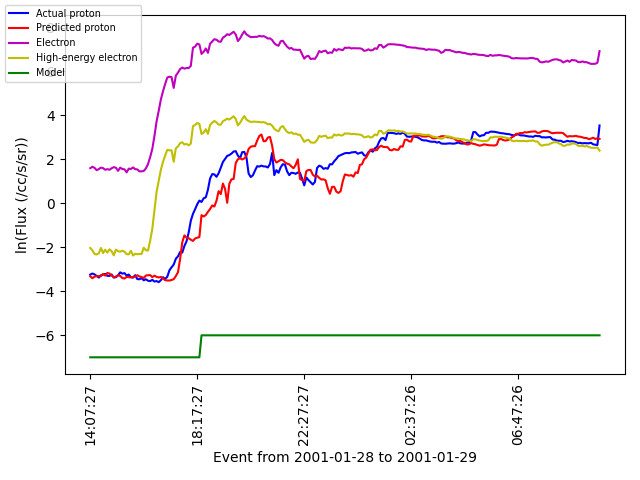 Actual proton
Predicted proton
Electron
High-energy electron
Model
ln(Flux (/cc/s/sr))
4
2
0
−2
−4
−6
14:07:27
18:17:27
22:27:27
02:37:26
06:47:26
Event from 2001-01-28 to 2001-01-29